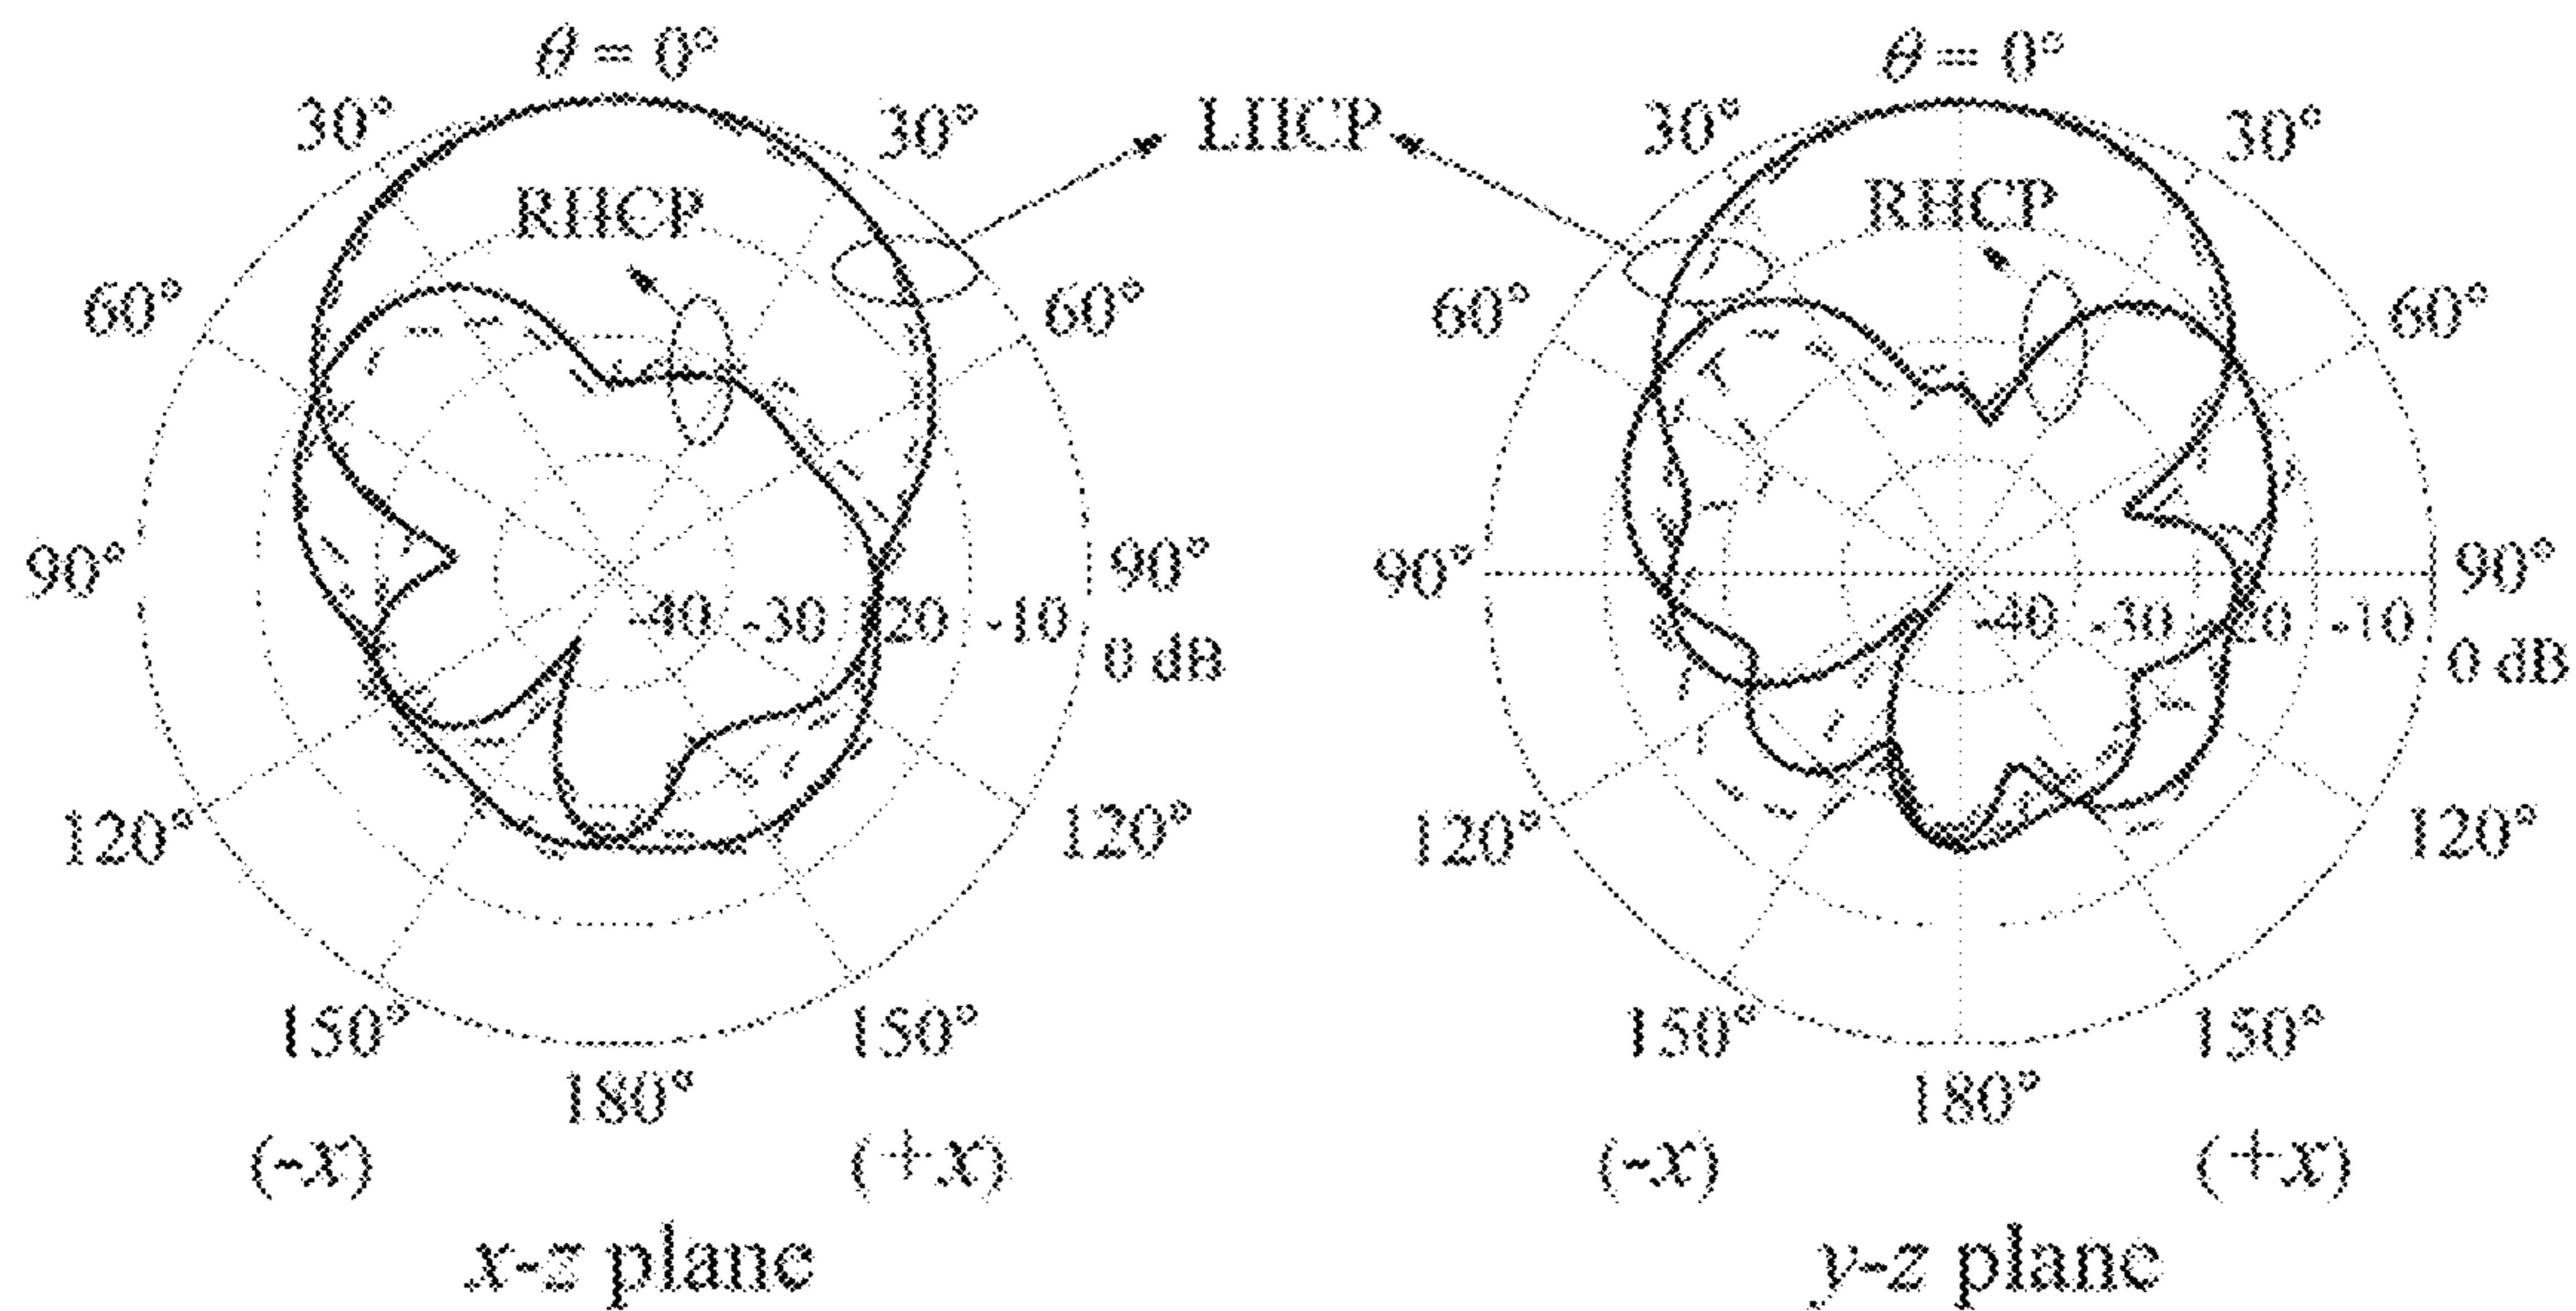 θ = 0° θ = 0°
30° 30° LHCP 30° 30°
RHCP RHCP
60° 60° 60° 60°
90° 90° 90° 90°
-40 -30 -20 -10 -40 -30 -20 -10
0 dB 0 dB
120° 120° 120° 120°
150° 150° 150° 150°
180° 180°
(-x) (+x) (-x) (+x)
x-z plane y-z plane